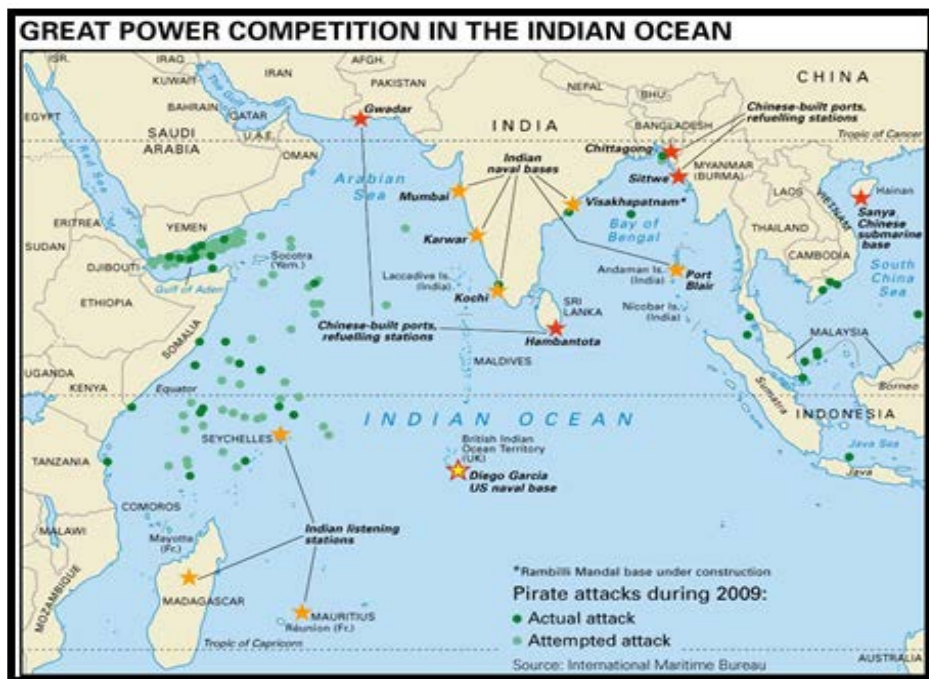 GREAT POWER COMPETITION IN THE INDIAN OCEAN
ISR.
IRAQ
KUWAIT
IRAN
AFGH.
PAKISTAN
NEPAL
BHU.
CHINA
EGYPT
BAHRAIN
The Gulf
QATAR
U.A.E.
SAUDI
ARABIA
OMAN
Red Sea
Gwadar
INDIA
BANGLADESH
Chinese-built ports,
refuelling stations
Tropic of Cancer
Chittagong
Sittwe
MYANMAR
(BURMA)
LAOS
Hainan
Sanya
Chinese
submarine
base
VIETNAM
THAILAND
CAMBODIA
South
China
Sea
Arabian
Sea
Indian
naval bases
Mumbai
Visakhapatnam*
Bay of
Bengal
Karwar
Kochi
Laccadive Is.
(India)
Andaman Is.
(India)
Port
Blair
Nicobar Is.
(India)
SRI
LANKA
Hambantota
Chinese-built ports,
refuelling stations
MALDIVES
ERITREA
YEMEN
SUDAN
DJIBOUTI
Gulf of Aden
Socotra
(Yem.)
ETHIOPIA
SOMALIA
UGANDA
KENYA
Equator
MALAYSIA
Borneo
Sumatra
INDONESIA
Java Sea
Java
INDIAN OCEAN
SEYCHELLES
British Indian
Ocean Territory
(UK)
Diego Garcia
US naval base
TANZANIA
COMOROS
MALAWI
Mayotte
(Fr.)
MOZAMBIQUE
Indian listening
stations
MADAGASCAR
MAURITIUS
Réunion (Fr.)
Tropic of Capricorn
*Rambilli Mandal base under construction
Pirate attacks during 2009:
Actual attack
Attempted attack
Source: International Maritime Bureau
AUSTRALIA